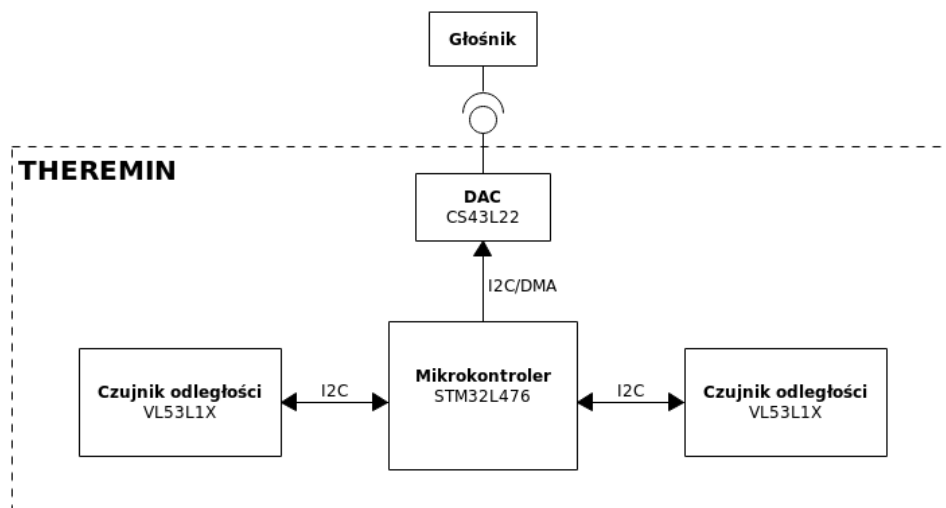 Głośnik
THEREMIN
DAC
CS43L22
I2C/DMA
Czujnik odległości
VL53L1X
I2C
Mikrokontroler
STM32L476
I2C
Czujnik odległości
VL53L1X